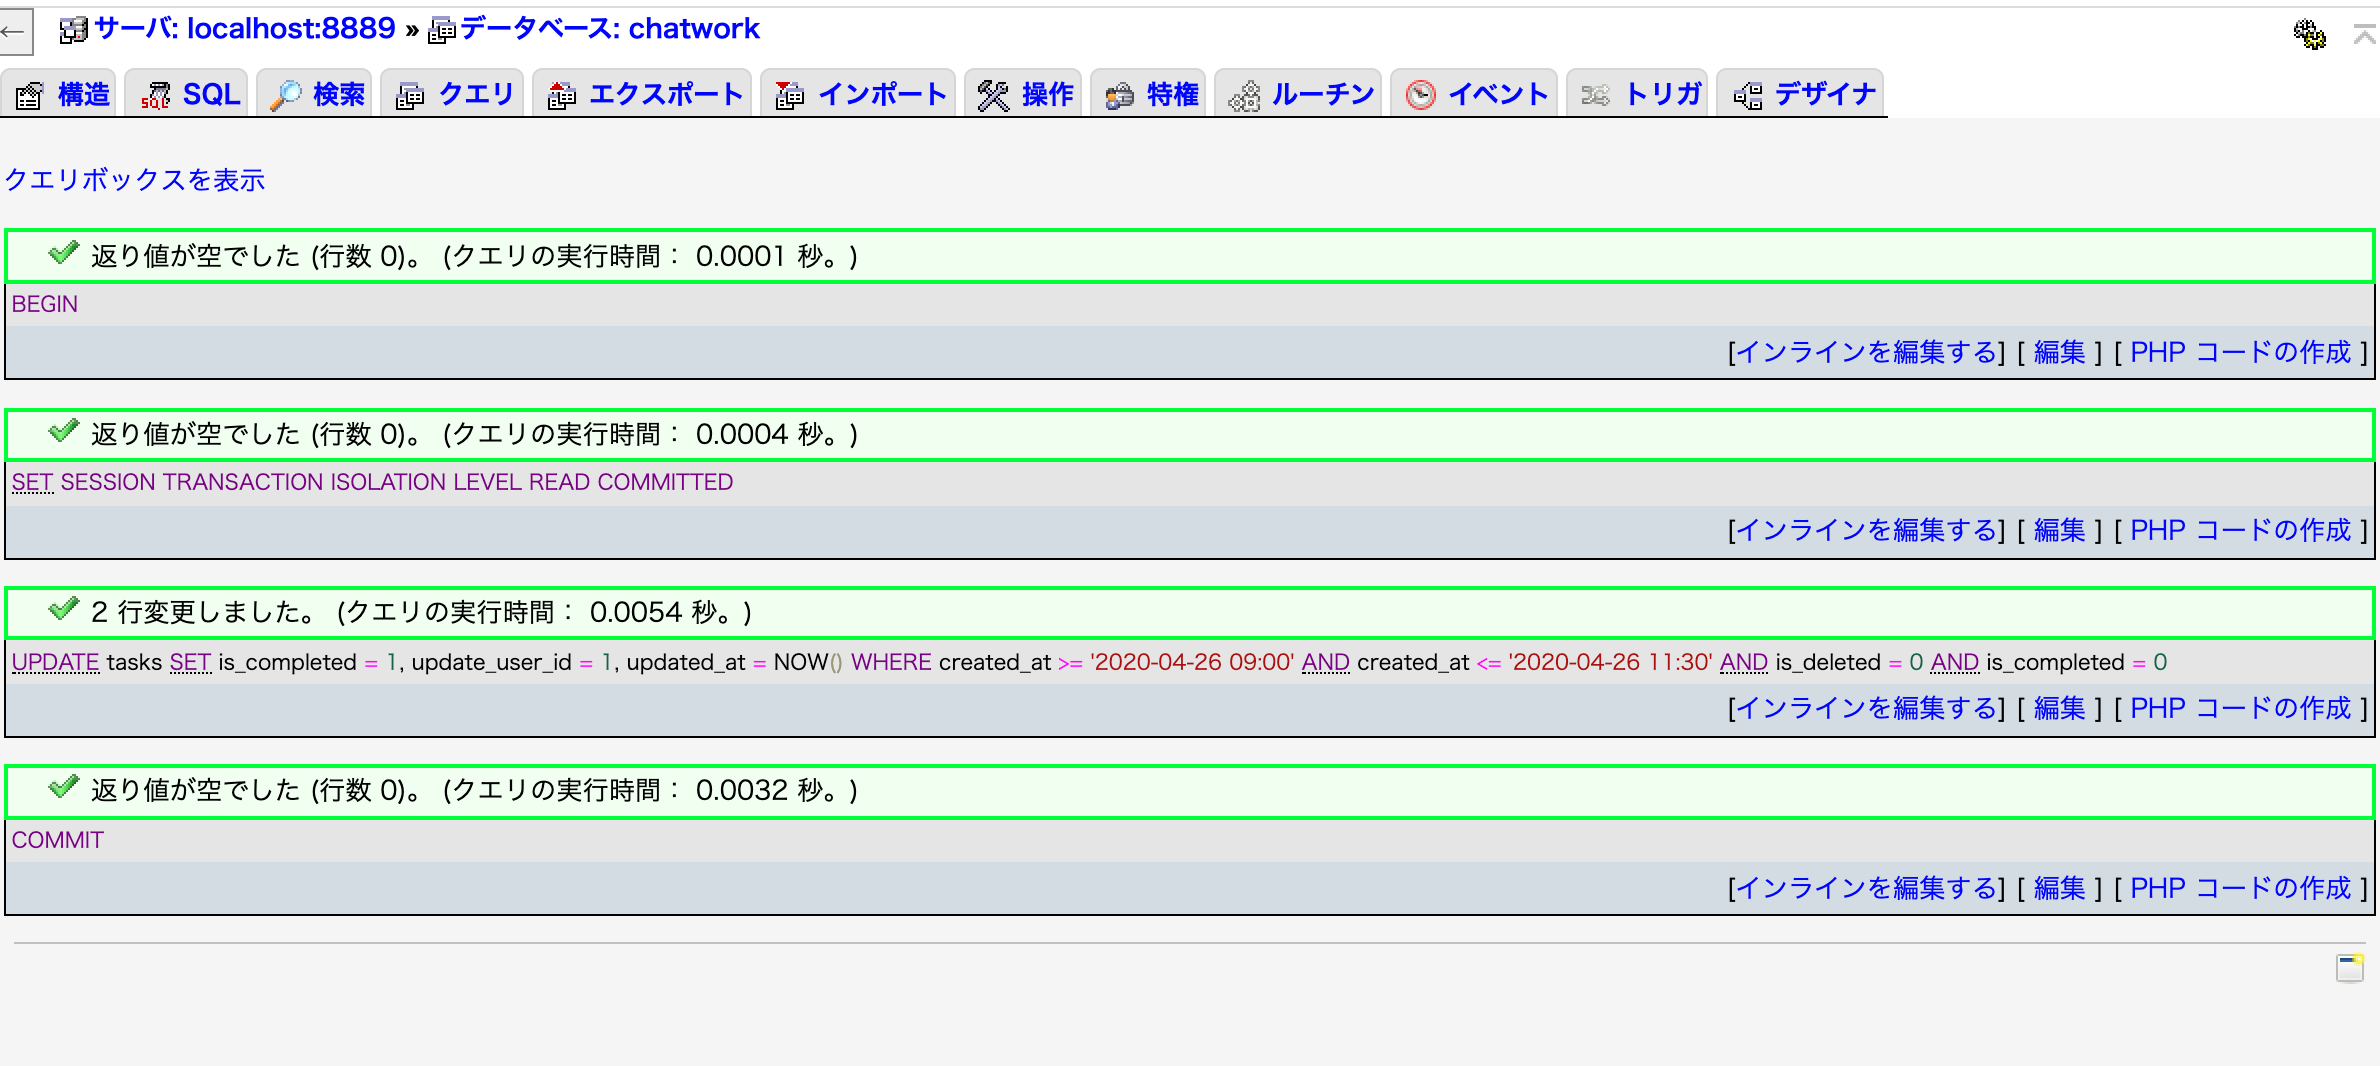 ← サーバ: localhost:8889 » データベース: chatwork
構造 SQL 検索 クエリ エクスポート インポート 操作 特権 ルーチン イベント トリガ デザイナ
クエリボックスを表示
返り値が空でした (行数 0)。 (クエリの実行時間： 0.0001 秒。)
BEGIN
[インラインを編集する] [ 編集 ] [ PHP コードの作成 ]
返り値が空でした (行数 0)。 (クエリの実行時間： 0.0004 秒。)
SET SESSION TRANSACTION ISOLATION LEVEL READ COMMITTED
[インラインを編集する] [ 編集 ] [ PHP コードの作成 ]
2 行変更しました。 (クエリの実行時間： 0.0054 秒。)
UPDATE tasks SET is_completed = 1, update_user_id = 1, updated_at = NOW() WHERE created_at >= '2020-04-26 09:00' AND created_at <= '2020-04-26 11:30' AND is_deleted = 0 AND is_completed = 0
[インラインを編集する] [ 編集 ] [ PHP コードの作成 ]
返り値が空でした (行数 0)。 (クエリの実行時間： 0.0032 秒。)
COMMIT
[インラインを編集する] [ 編集 ] [ PHP コードの作成 ]